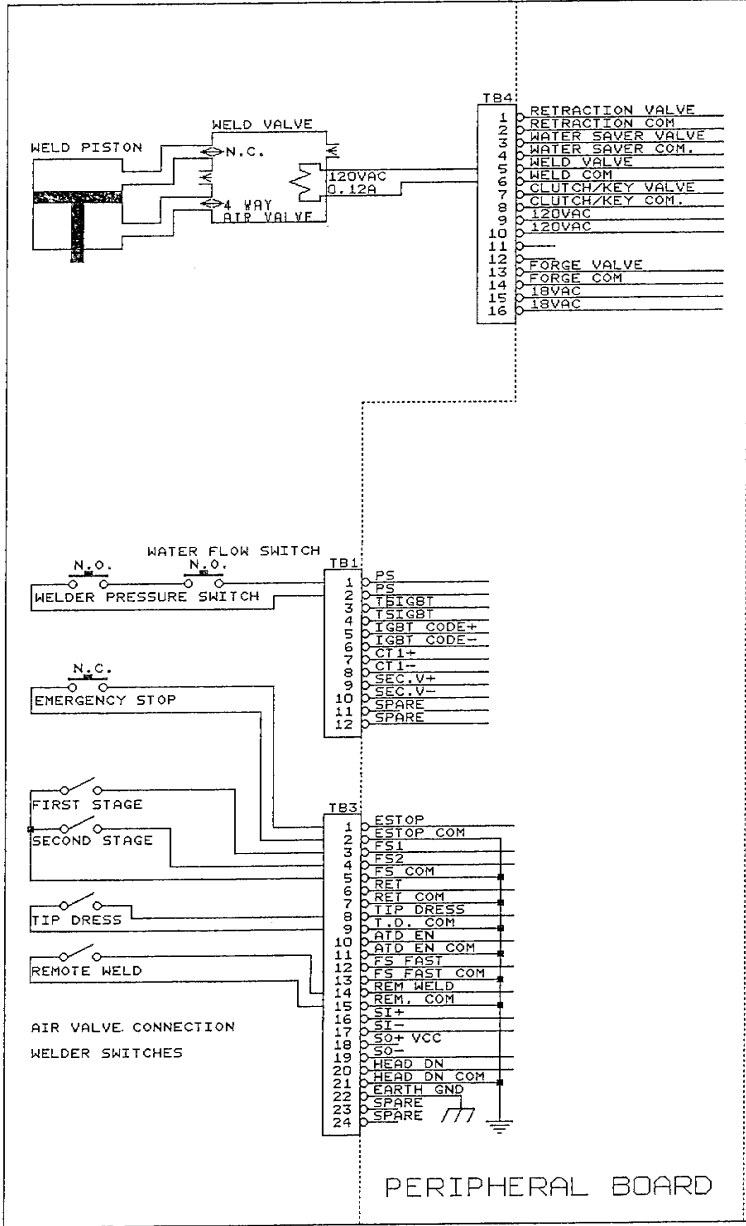 TB4
WELD VALVE
WELD PISTON
N.C.
120VAC
0.12A
4 WAY
AIR VALVE
1 RETRACTION VALVE
2 RETRACTION COM
3 WATER SAVER VALVE
4 WATER SAVER COM.
5 WELD VALVE
6 WELD COM
7 CLUTCH/KEY VALVE
8 CLUTCH/KEY COM.
9 120VAC
10 120VAC
11
12
13 FORGE VALVE
14 FORGE COM
15 18VAC
16 18VAC
WATER FLOW SWITCH
N.O.
N.O.
WELDER PRESSURE SWITCH
TB1
1 PS
2 PS
3 TSIGBT
4 TSIGBT
5 IGBT CODE+
6 IGBT CODE-
7 CT1+
8 CT1-
9 SEC.V+
10 SEC.V-
11 SPARE
12 SPARE
N.C.
EMERGENCY STOP
FIRST STAGE
SECOND STAGE
TIP DRESS
REMOTE WELD
TB3
1 ESTOP
2 ESTOP COM
3 FS1
4 FS2
5 FS COM
6 RET
7 RET COM
8 TIP DRESS
9 T.D. COM
10 ATD EN
11 ATD EN COM
12 FS FAST
13 FS FAST COM
14 REM WELD
15 REM. COM
16 SI+
17 SI-
18 SO+ VCC
19 SO-
20 HEAD DN
21 HEAD DN COM
22 EARTH GND
23 SPARE
24 SPARE
AIR VALVE CONNECTION
WELDER SWITCHES
PERIPHERAL BOARD